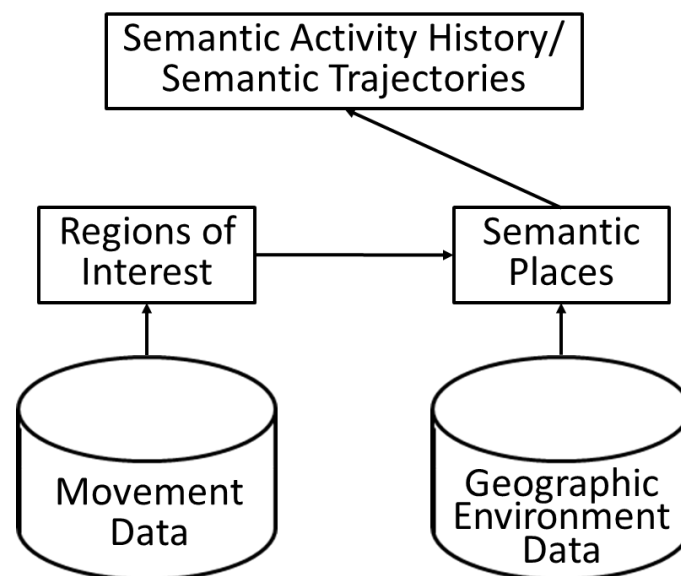 Semantic Activity History/
Semantic Trajectories
Regions of
Interest
Semantic
Places
Movement
Data
Geographic
Environment
Data